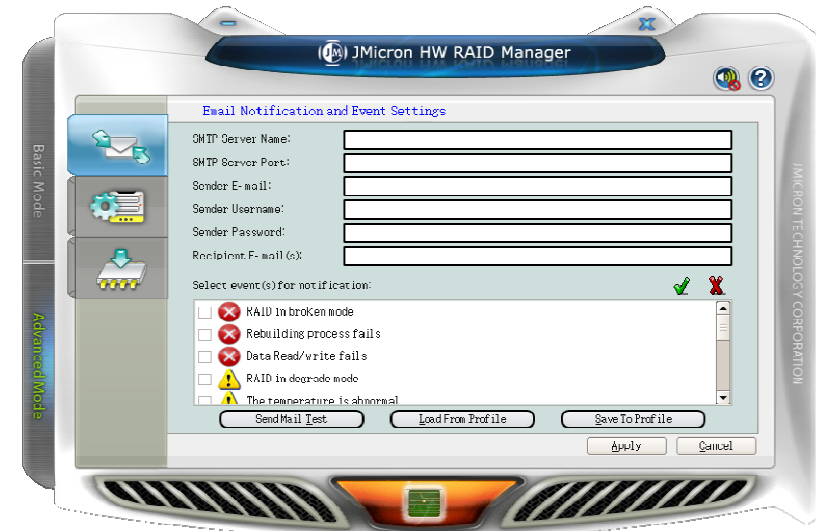 JMicron HW RAID Manager
Email Notification and Event Settings
SMTP Server Name:
SMTP Server Port:
Sender E-mail:
Sender Username:
Sender Password:
Recipient E-mail(s):
Select event(s) for notification:
RAID in broken mode
Rebuilding process fails
Data Read/write fails
RAID in degrade mode
The temperature is abnormal
Send Mail Test
Load From Profile
Save To Profile
Apply
Cancel
Basic Mode
Advanced Mode
JMICRON TECHNOLOGY CORPORATION